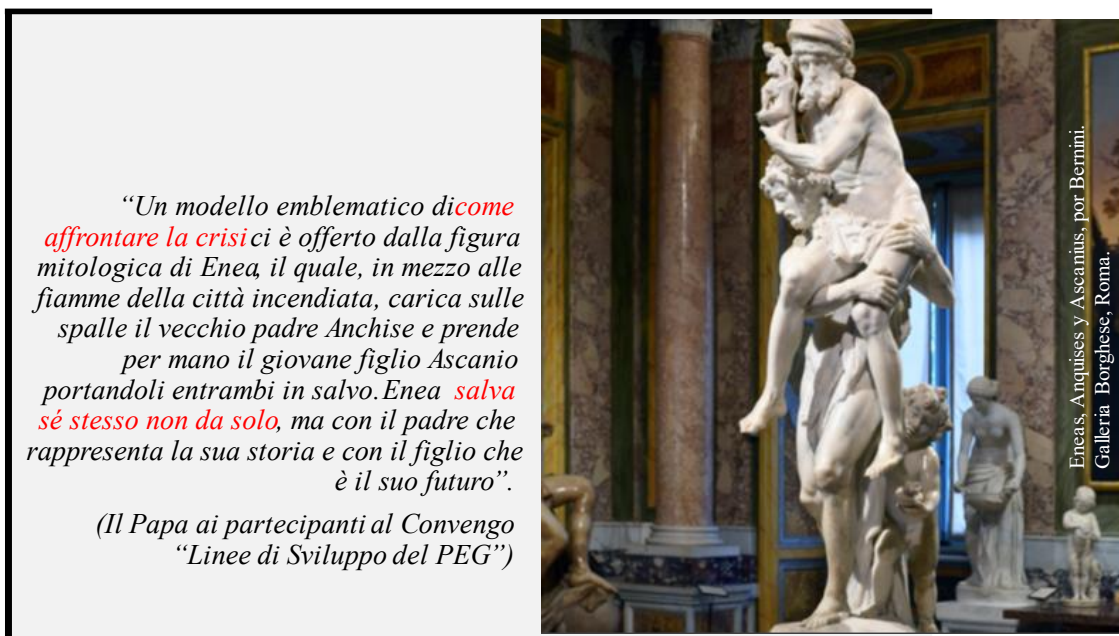 “Un modello emblematico dicome
affrontare la crisi ci è offerto dalla figura
mitologica di Enea, il quale, in mezzo alle
fiamme della città incendiata, carica sulle
spalle il vecchio padre Anchise e prende
per mano il giovane figlio Ascanio
portandoli entrambi in salvo. Enea salva
sé stesso non da solo, ma con il padre che
rappresenta la sua storia e con il figlio che
è il suo futuro”.
(Il Papa ai partecipanti al Convengo
“Linee di Sviluppo del PEG”)
Eneas, Anquises y Ascanius, por Bernini.
Galleria Borghese, Roma.